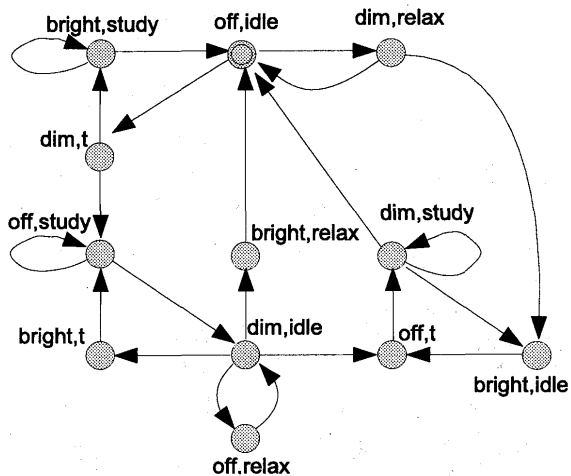 bright,study
off,idle
dim,relax
dim,t
off,study
bright,relax
dim,study
bright,t
dim,idle
off,t
bright,idle
off,relax